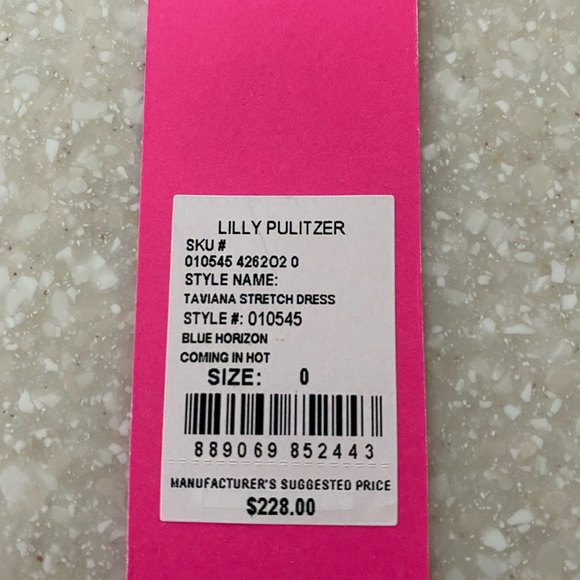 LILLY PULITZER
SKU #
010545 4262O2 0
STYLE NAME:
TAVIANA STRETCH DRESS
STYLE #: 010545
BLUE HORIZON
COMING IN HOT
SIZE: 0
889069 852443
MANUFACTURER'S SUGGESTED PRICE
$228.00